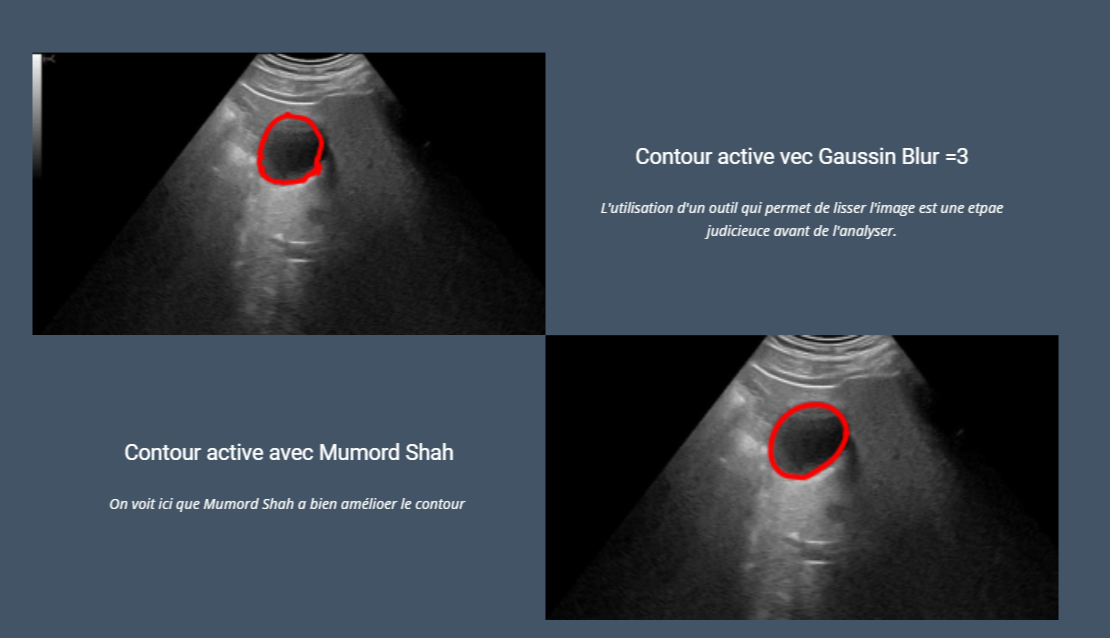 Contour active vec Gaussin Blur =3
L'utilisation d'un outil qui permet de lisser l'image est une etpae
judicieuce avant de l'analyser.
Contour active avec Mumord Shah
On voit ici que Mumord Shah a bien amélioer le contour